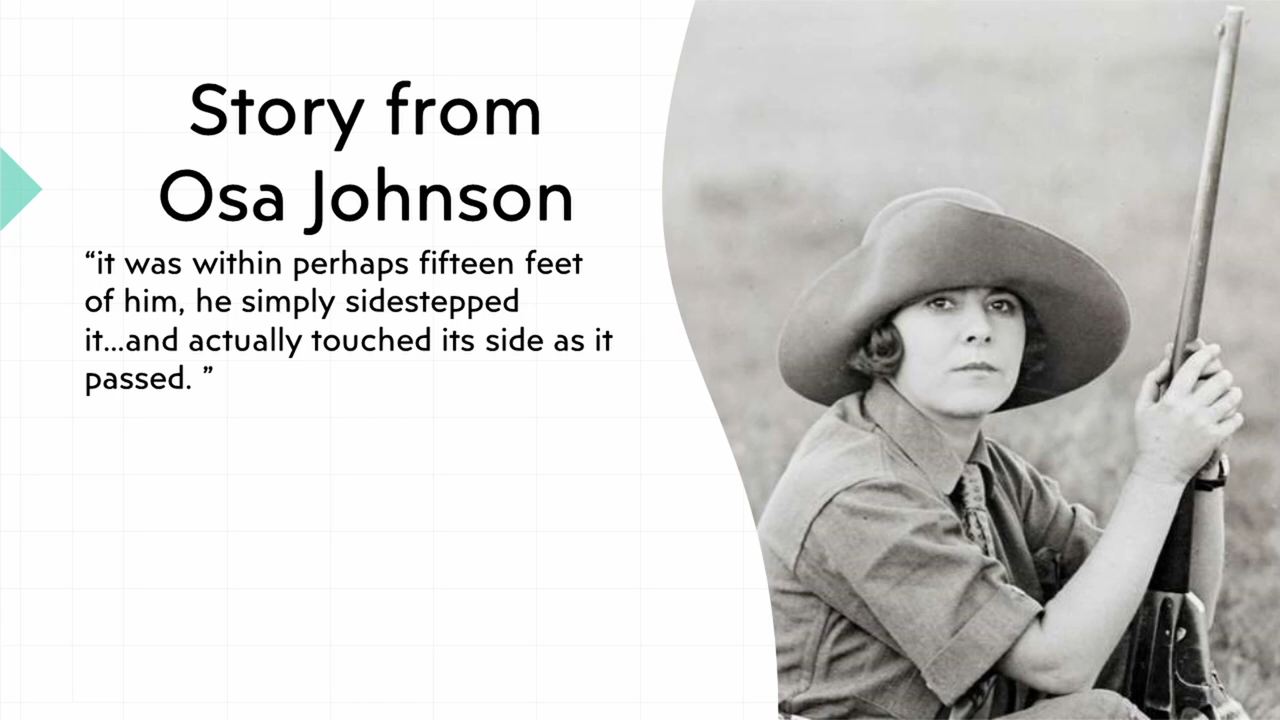 Story from
Osa Johnson
“it was within perhaps fifteen feet
of him, he simply sidestepped
it...and actually touched its side as it
passed. ”